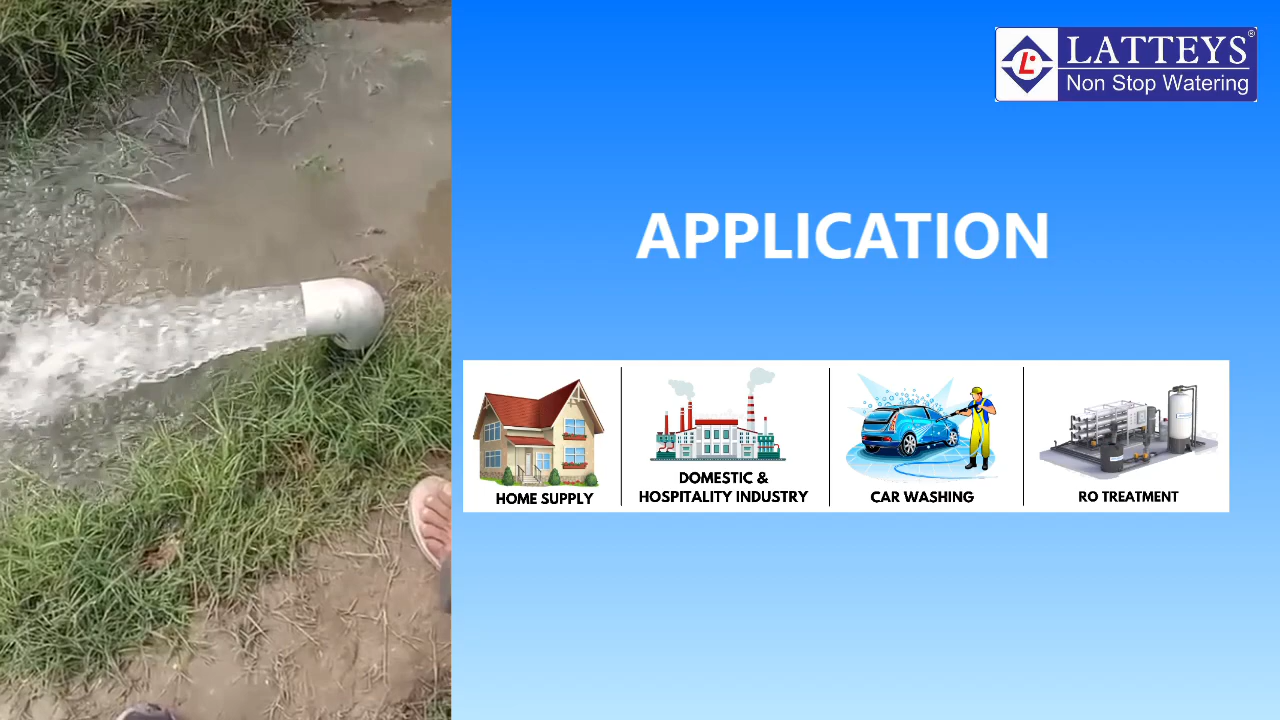 LATTEYS®
Non Stop Watering
APPLICATION
HOME SUPPLY
DOMESTIC &
HOSPITALITY INDUSTRY
CAR WASHING
RO TREATMENT